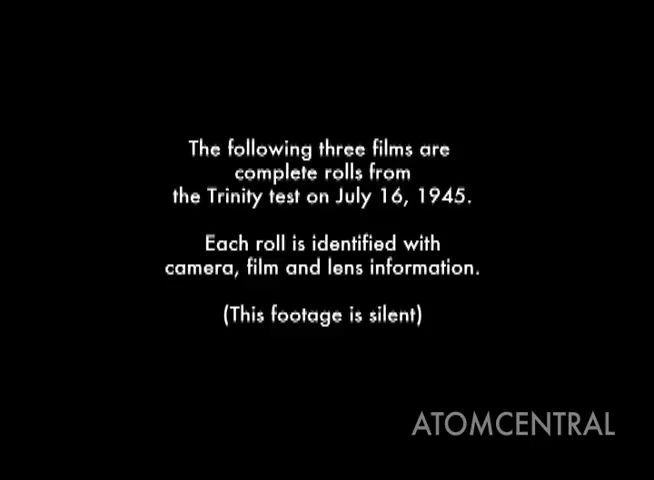 The following three films are
complete rolls from
the Trinity test on July 16, 1945.
Each roll is identified with
camera, film and lens information.
(This footage is silent)
ATOMCENTRAL